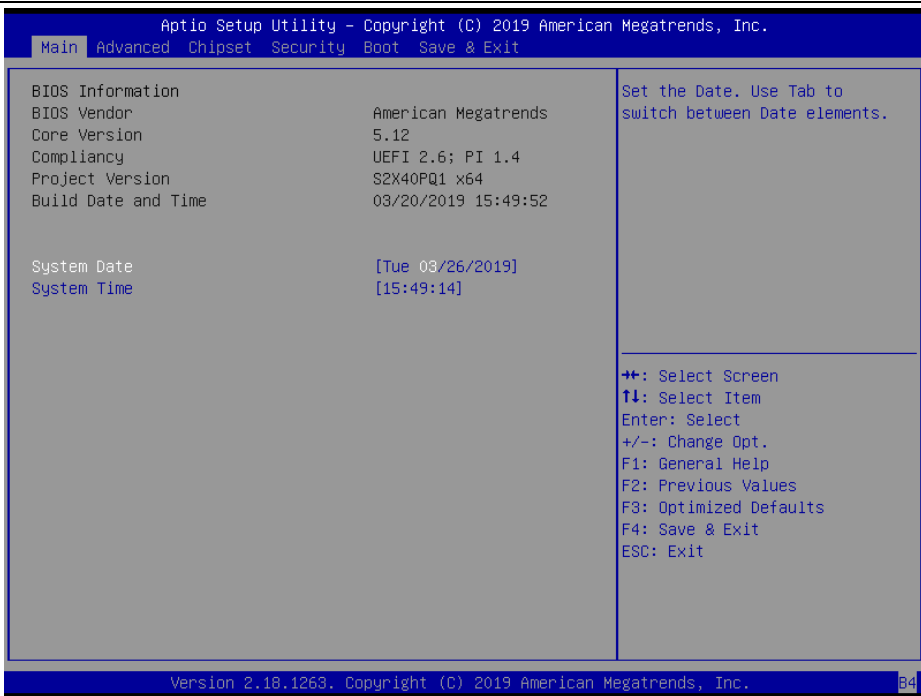 Aptio Setup Utility – Copyright (C) 2019 American Megatrends, Inc.
Main Advanced Chipset Security Boot Save & Exit
BIOS Information
BIOS Vendor American Megatrends
Core Version 5.12
Compliancy UEFI 2.6; PI 1.4
Project Version S2X40PQ1 x64
Build Date and Time 03/20/2019 15:49:52
System Date [Tue 03/26/2019]
System Time [15:49:14]
Set the Date. Use Tab to
switch between Date elements.
→←: Select Screen
↑↓: Select Item
Enter: Select
+/-: Change Opt.
F1: General Help
F2: Previous Values
F3: Optimized Defaults
F4: Save & Exit
ESC: Exit
Version 2.18.1263. Copyright (C) 2019 American Megatrends, Inc.
B4